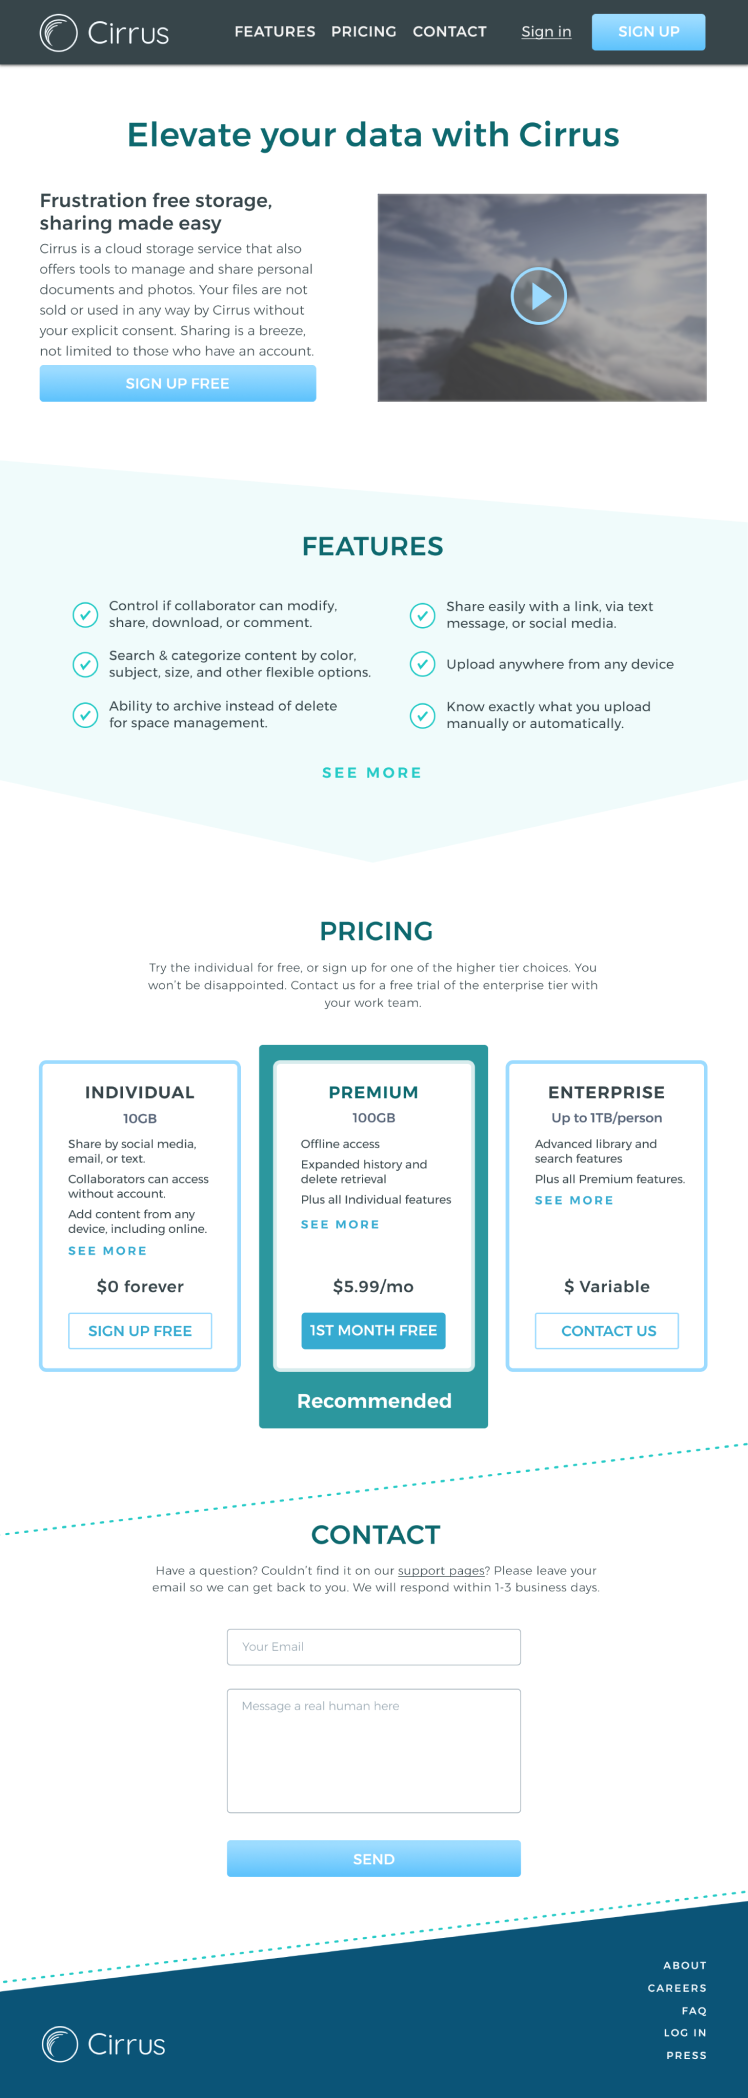 Cirrus
FEATURES PRICING CONTACT Sign in SIGN UP
Elevate your data with Cirrus
Frustration free storage,
sharing made easy
Cirrus is a cloud storage service that also
offers tools to manage and share personal
documents and photos. Your files are not
sold or used in any way by Cirrus without
your explicit consent. Sharing is a breeze,
not limited to those who have an account.
SIGN UP FREE
FEATURES
Control if collaborator can modify,
share, download, or comment.
Search & categorize content by color,
subject, size, and other flexible options.
Ability to archive instead of delete
for space management.
Share easily with a link, via text
message, or social media.
Upload anywhere from any device
Know exactly what you upload
manually or automatically.
SEE MORE
PRICING
Try the individual for free, or sign up for one of the higher tier choices. You
won't be disappointed. Contact us for a free trial of the enterprise tier with
your work team.
INDIVIDUAL
10GB
Share by social media,
email, or text.
Collaborators can access
without account.
Add content from any
device, including online.
SEE MORE
$0 forever
SIGN UP FREE
PREMIUM
100GB
Offline access
Expanded history and
delete retrieval
Plus all Individual features
SEE MORE
$5.99/mo
1ST MONTH FREE
Recommended
ENTERPRISE
Up to 1TB/person
Advanced library and
search features
Plus all Premium features.
SEE MORE
$ Variable
CONTACT US
CONTACT
Have a question? Couldn't find it on our support pages? Please leave your
email so we can get back to you. We will respond within 1-3 business days.
Your Email
Message a real human here
SEND
ABOUT
CAREERS
FAQ
LOG IN
PRESS
Cirrus